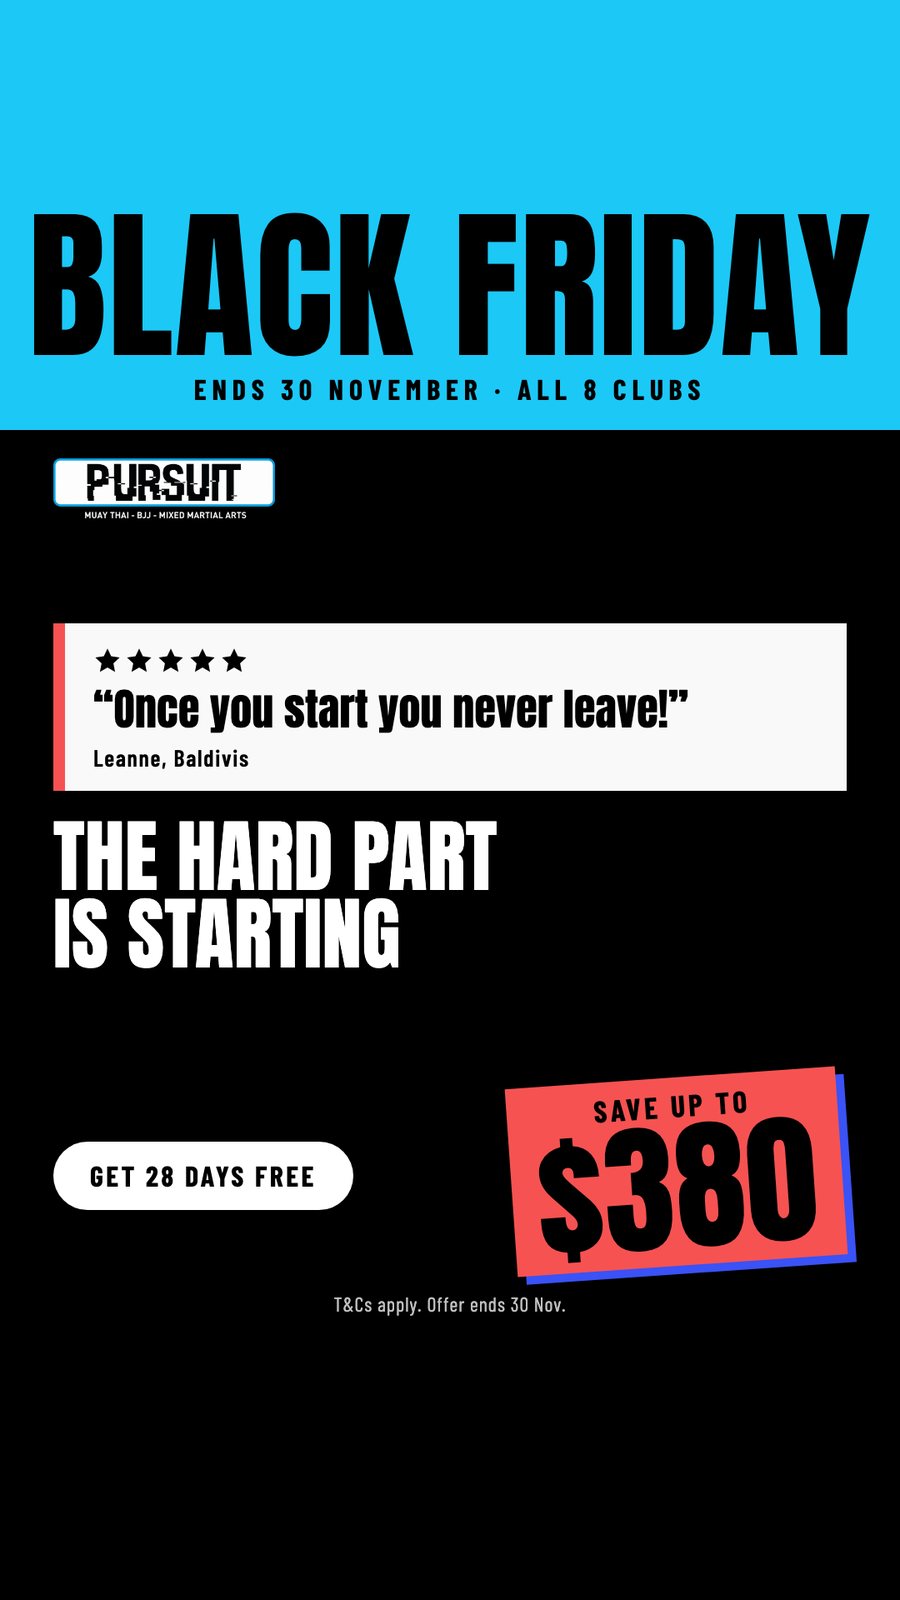 BLACK FRIDAY
ENDS 30 NOVEMBER · ALL 8 CLUBS
PURSUIT
MUAY THAI - BJJ - MIXED MARTIAL ARTS
★★★★★
“Once you start you never leave!”
Leanne, Baldivis
THE HARD PART
IS STARTING
SAVE UP TO
$380
GET 28 DAYS FREE
T&Cs apply. Offer ends 30 Nov.